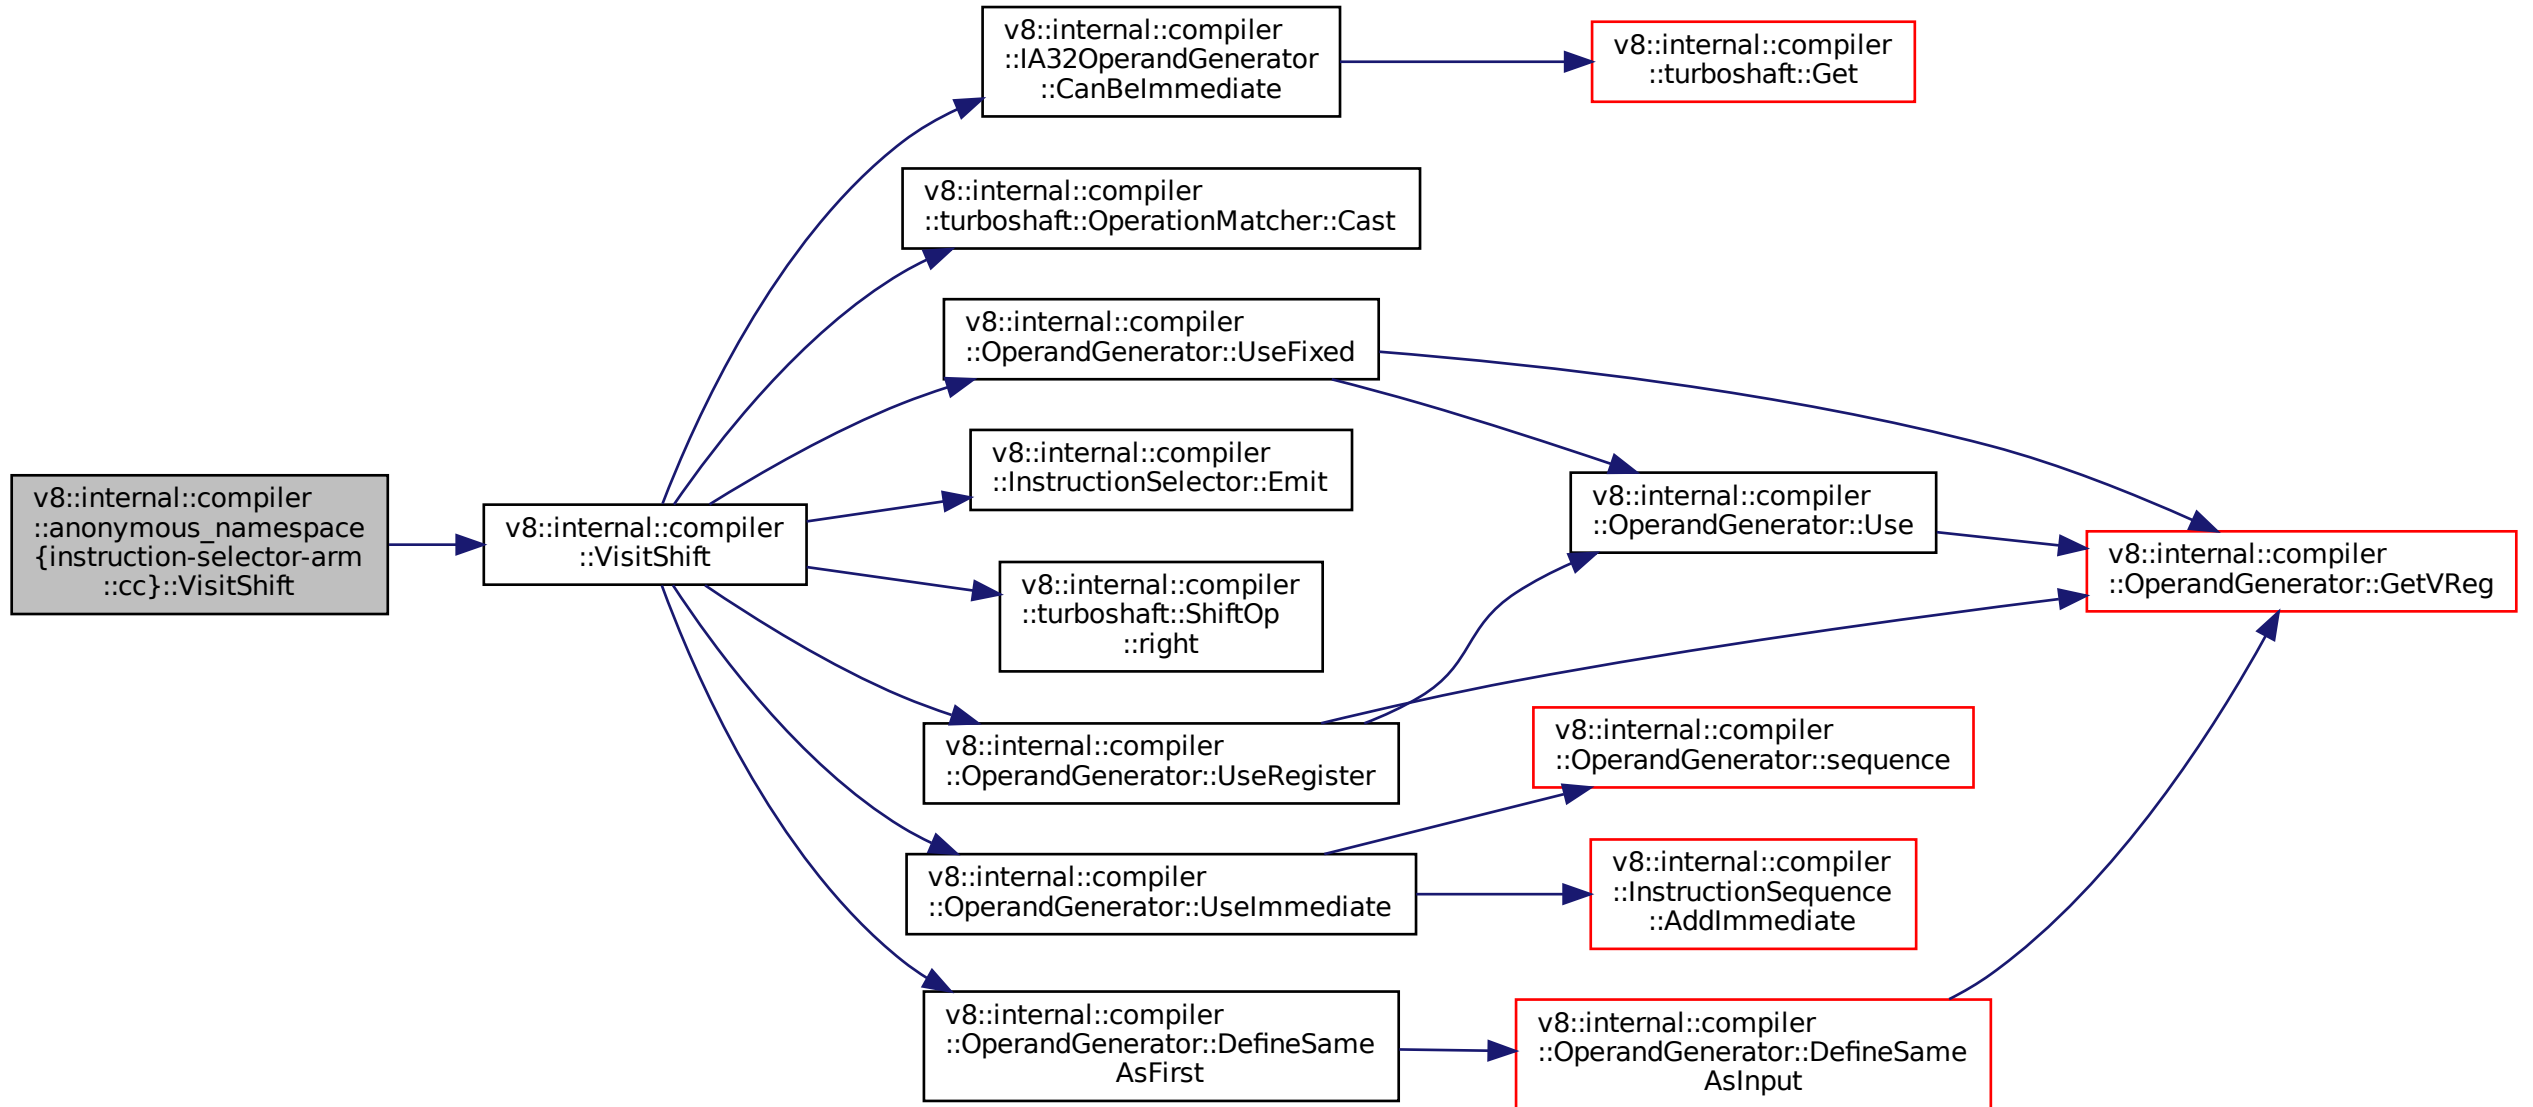 v8::internal::compiler
::anonymous_namespace
{instruction-selector-arm
::cc}::VisitShift
v8::internal::compiler
::VisitShift
v8::internal::compiler
::IA32OperandGenerator
::CanBeImmediate
v8::internal::compiler
::turboshaft::Get
v8::internal::compiler
::turboshaft::OperationMatcher::Cast
v8::internal::compiler
::OperandGenerator::UseFixed
v8::internal::compiler
::InstructionSelector::Emit
v8::internal::compiler
::turboshaft::ShiftOp
::right
v8::internal::compiler
::OperandGenerator::UseRegister
v8::internal::compiler
::OperandGenerator::UseImmediate
v8::internal::compiler
::OperandGenerator::DefineSame
AsFirst
v8::internal::compiler
::OperandGenerator::Use
v8::internal::compiler
::OperandGenerator::GetVReg
v8::internal::compiler
::OperandGenerator::sequence
v8::internal::compiler
::InstructionSequence
::AddImmediate
v8::internal::compiler
::OperandGenerator::DefineSame
AsInput